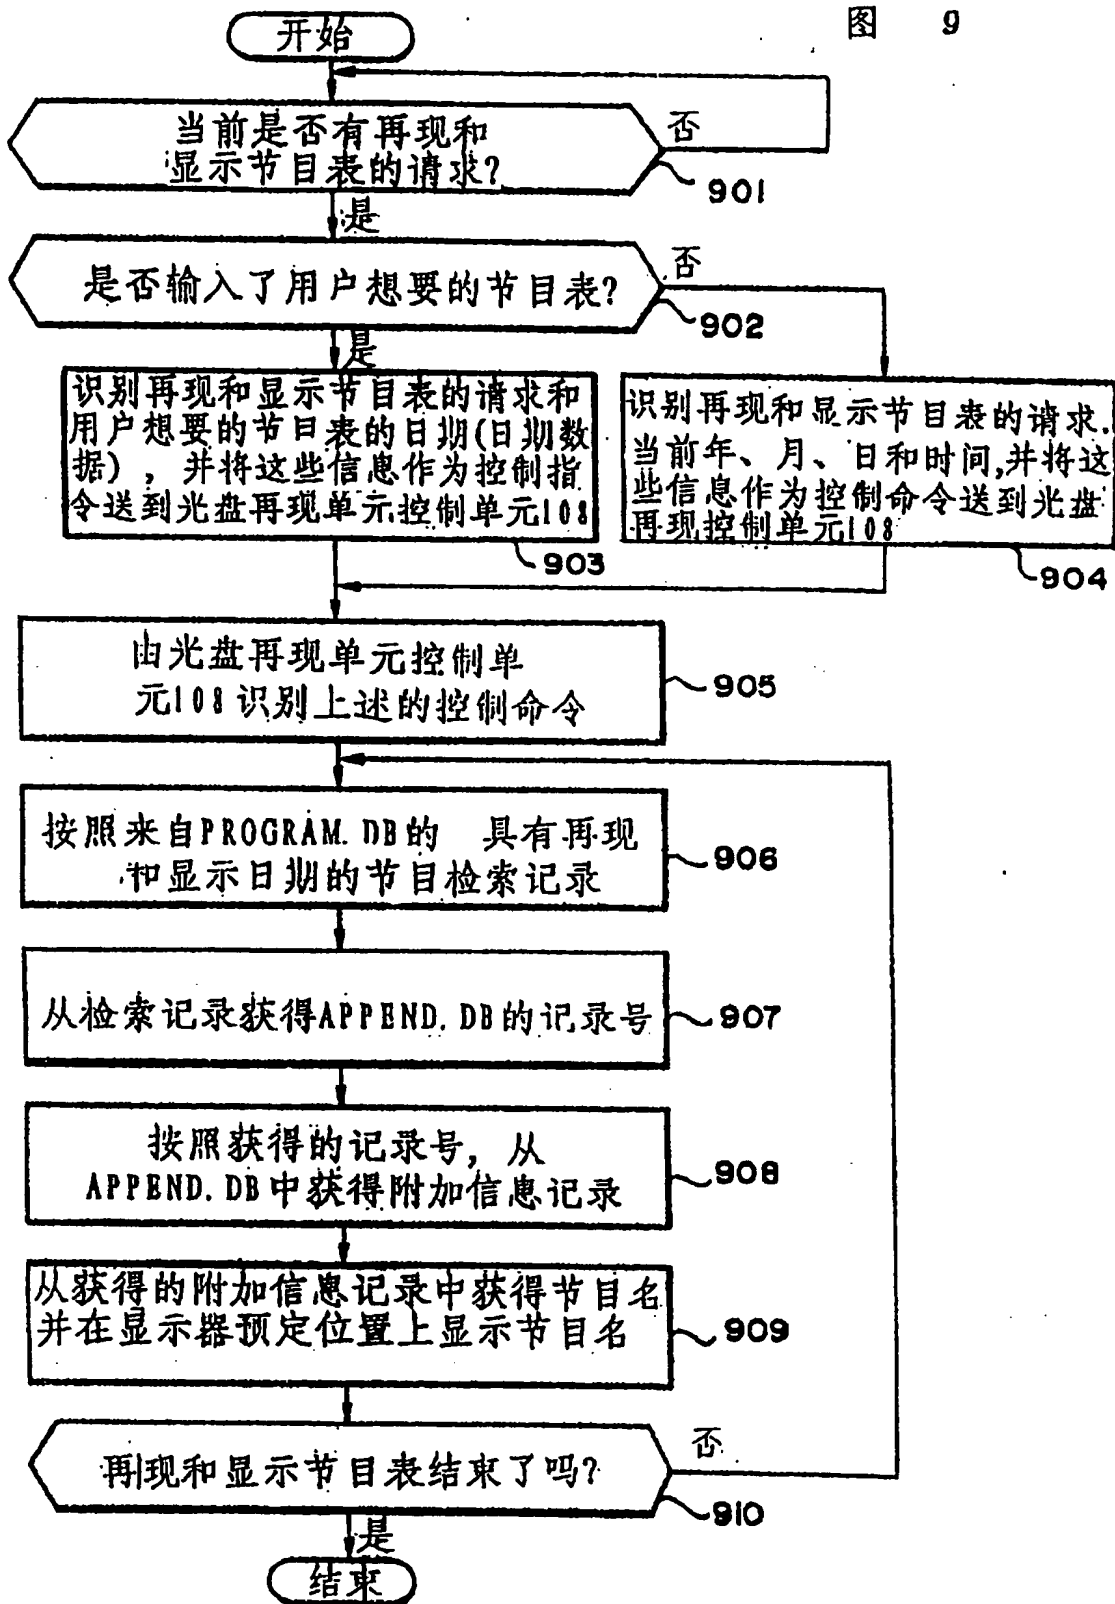 图 9
开始
当前是否有再现和
显示节目表的请求?
否
901
是
是否输入了用户想要的节目表?
否
902
是
识别再现和显示节目表的请求和
用户想要的节目表的日期(日期数
据),并将这些信息作为控制指
令送到光盘再现单元控制单元108
903
识别再现和显示节目表的请求.
当前年、月、日和时间,并将这
些信息作为控制命令送到光盘
再现控制单元108
904
由光盘再现单元控制单
元108识别上述的控制命令
905
按照来自PROGRAM.DB的 具有再现
和显示日期的节目检索记录
906
从检索记录获得APPEND.DB的记录号
907
按照获得的记录号,从
APPEND.DB中获得附加信息记录
908
从获得的附加信息记录中获得节目名
并在显示器预定位置上显示节目名
909
再现和显示节目表结束了吗?
否
910
是
结束